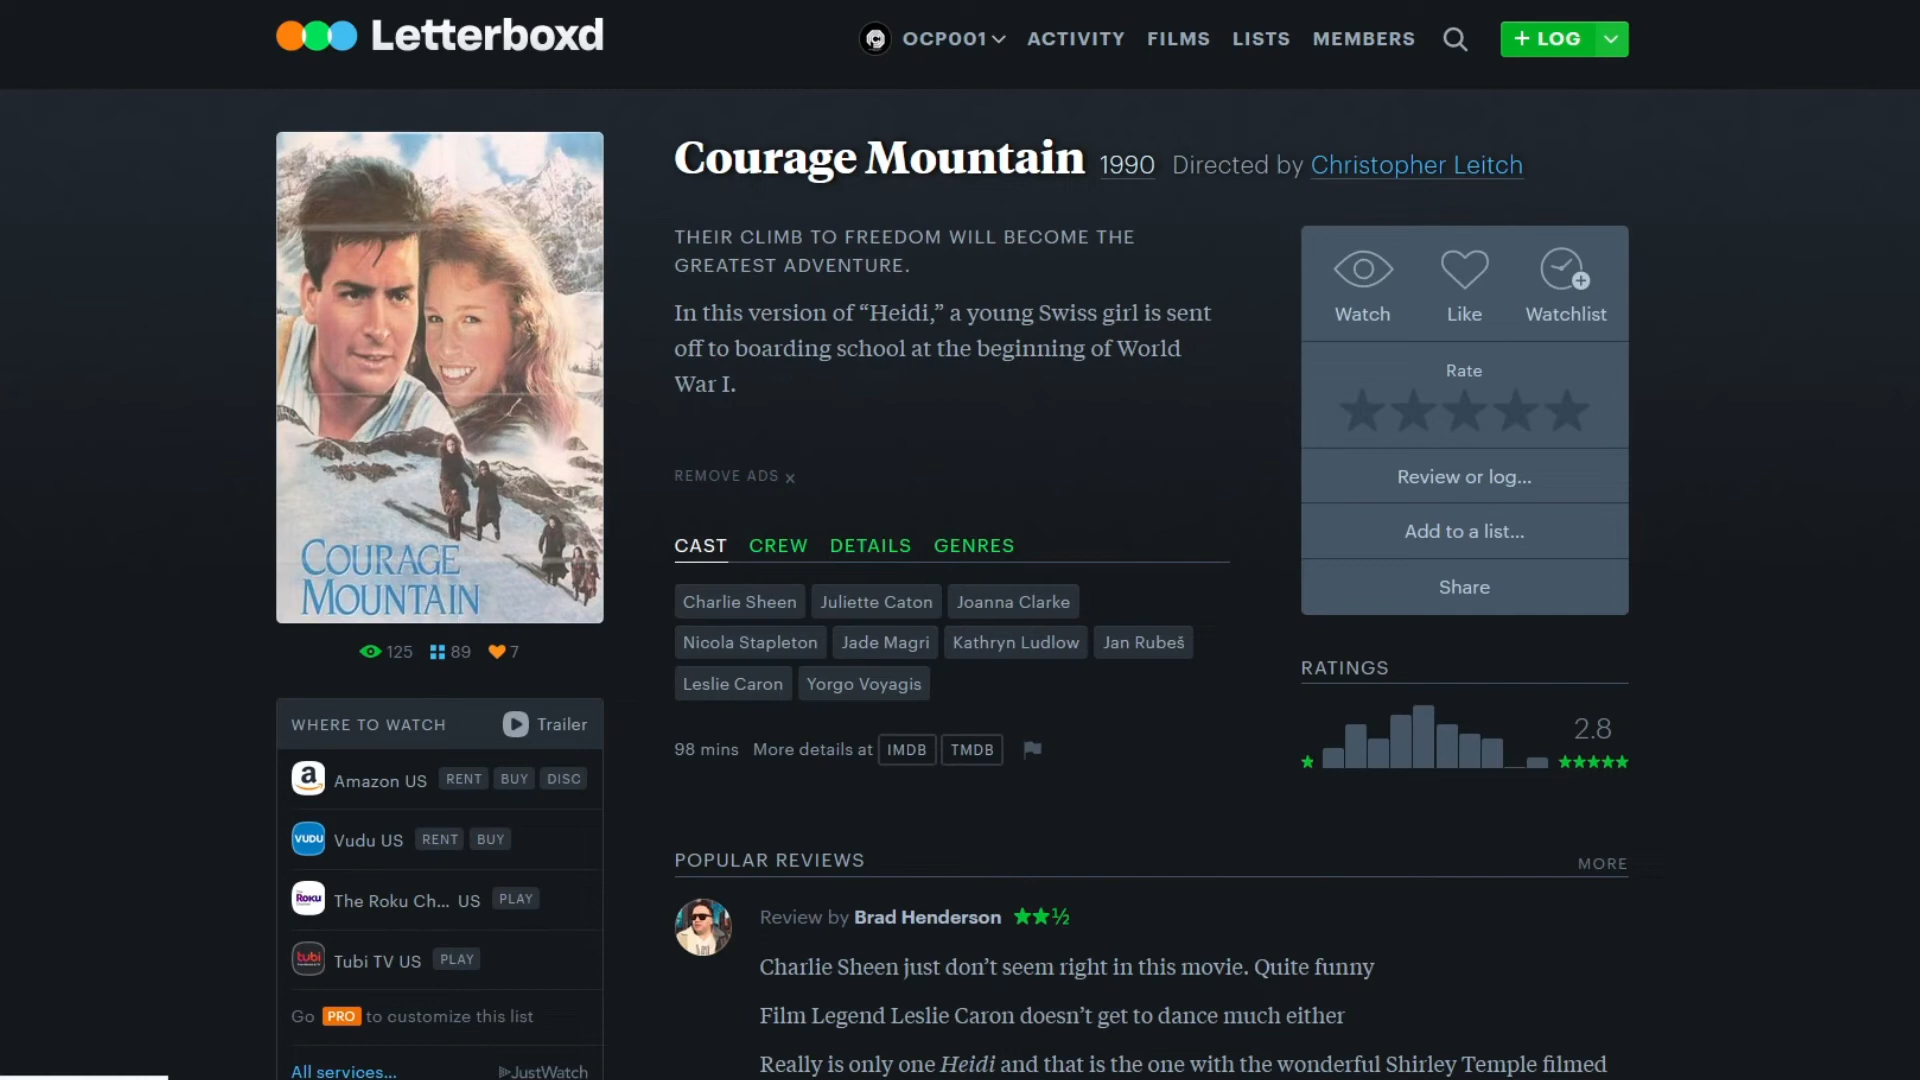 Letterboxd
OCP001 ACTIVITY FILMS LISTS MEMBERS + LOG
Courage Mountain 1990 Directed by Christopher Leitch
THEIR CLIMB TO FREEDOM WILL BECOME THE
GREATEST ADVENTURE.
In this version of “Heidi,” a young Swiss girl is sent
off to boarding school at the beginning of World
War I.
REMOVE ADS x
CAST CREW DETAILS GENRES
Charlie Sheen Juliette Caton Joanna Clarke
Nicola Stapleton Jade Magri Kathryn Ludlow Jan Rubeš
Leslie Caron Yorgo Voyagis
98 mins More details at IMDB TMDB
Watch Like Watchlist
Rate
Review or log...
Add to a list...
Share
RATINGS
2.8
COURAGE
MOUNTAIN
125 89 7
WHERE TO WATCH Trailer
a Amazon US RENT BUY DISC
VUDU Vudu US RENT BUY
Roku The Roku Ch... US PLAY
tubi Tubi TV US PLAY
Go PRO to customize this list
All services... JustWatch
POPULAR REVIEWS MORE
Review by Brad Henderson ★★½
Charlie Sheen just don’t seem right in this movie. Quite funny
Film Legend Leslie Caron doesn’t get to dance much either
Really is only one Heidi and that is the one with the wonderful Shirley Temple filmed